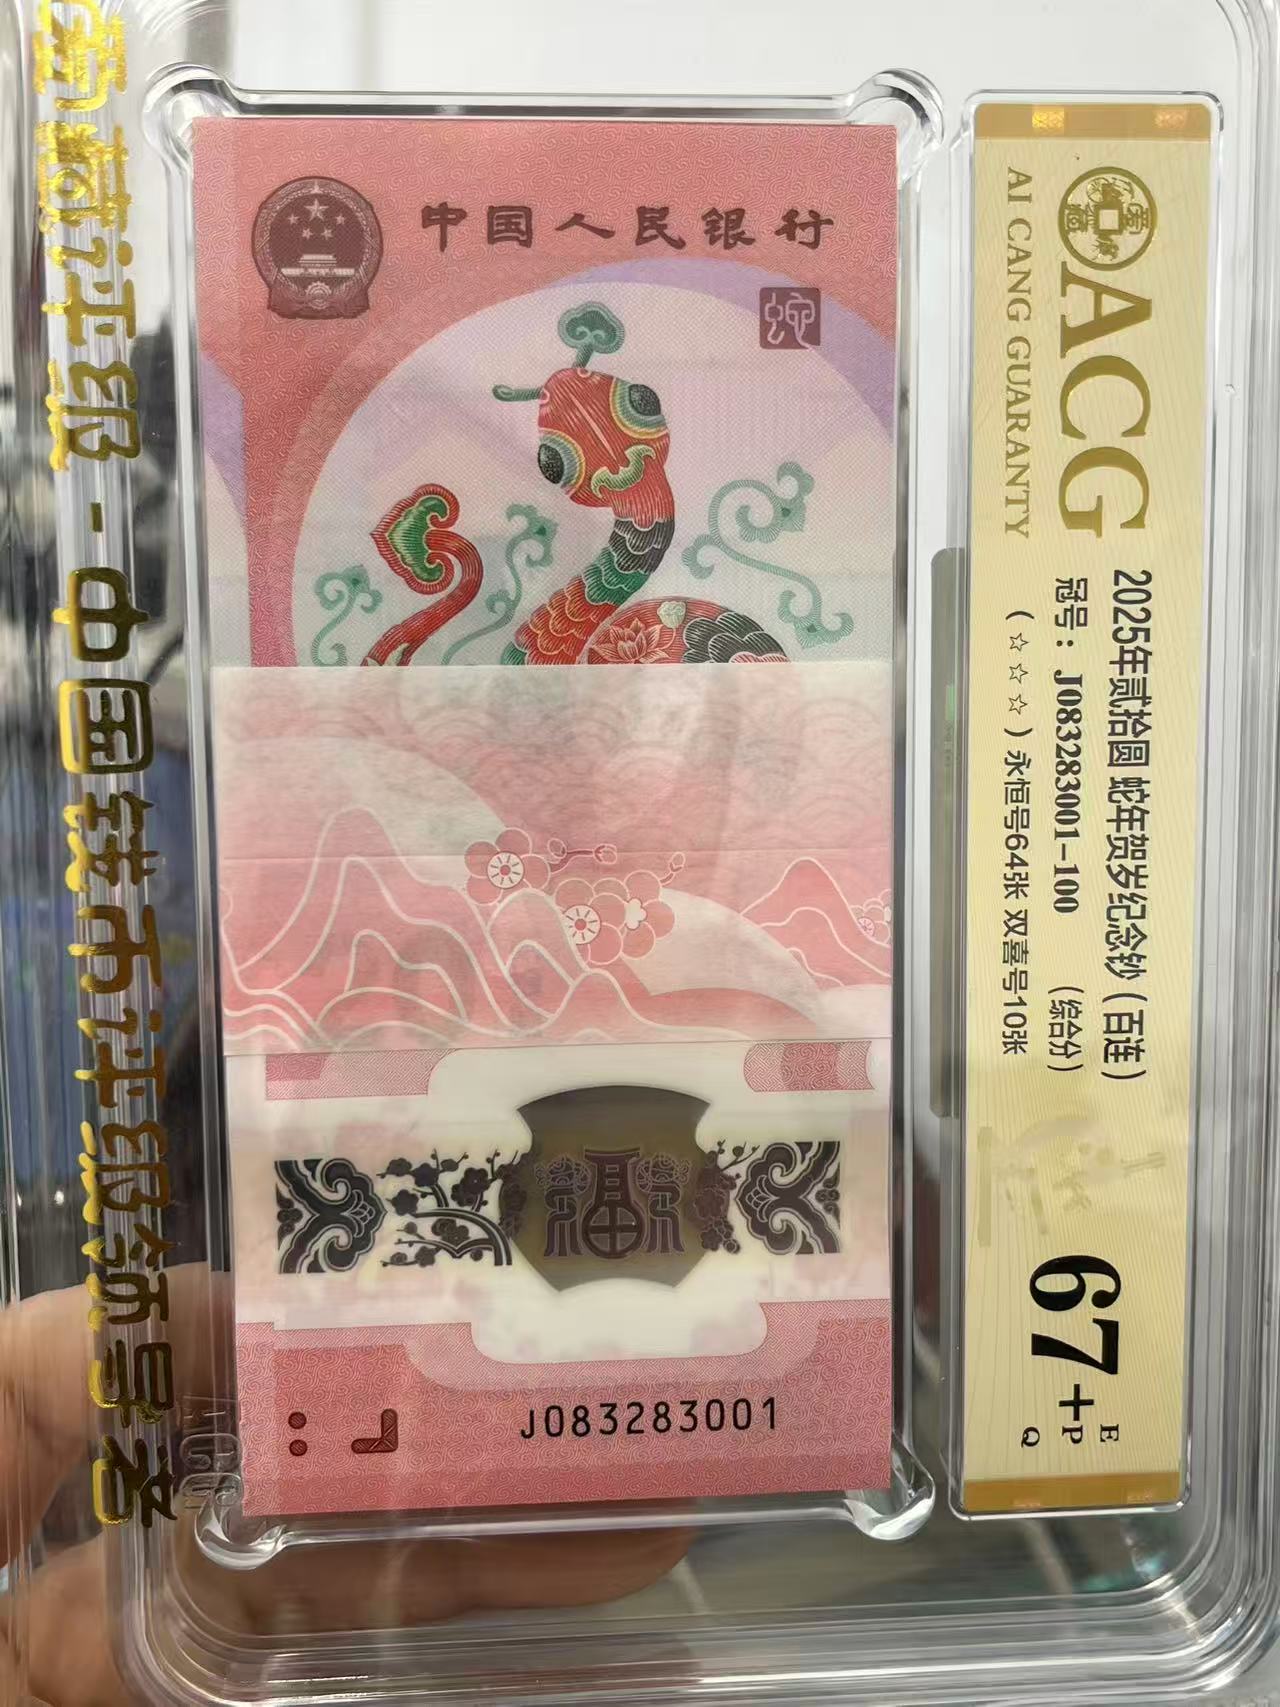 中国人民银行
蛇
福
J083283001
ACG
AI CANG GUARANTY
2025年贰拾圆 蛇年贺岁纪念钞（百连）
冠号：J083283001-100 （综合分）
（☆☆☆）永恒号64张 双喜号10张
67+
E
P
Q
爱藏评级-中国钱币评级领导者